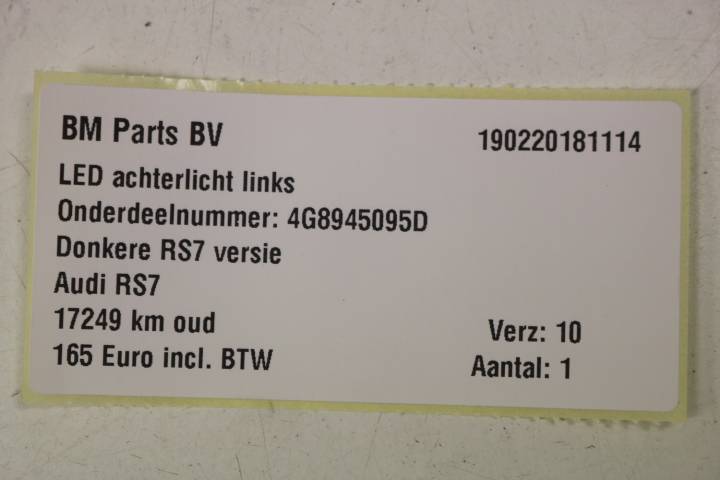 BM Parts BV 190220181114
LED achterlicht links
Onderdeelnummer: 4G8945095D
Donkere RS7 versie
Audi RS7
17249 km oud Verz: 10
165 Euro incl. BTW Aantal: 1